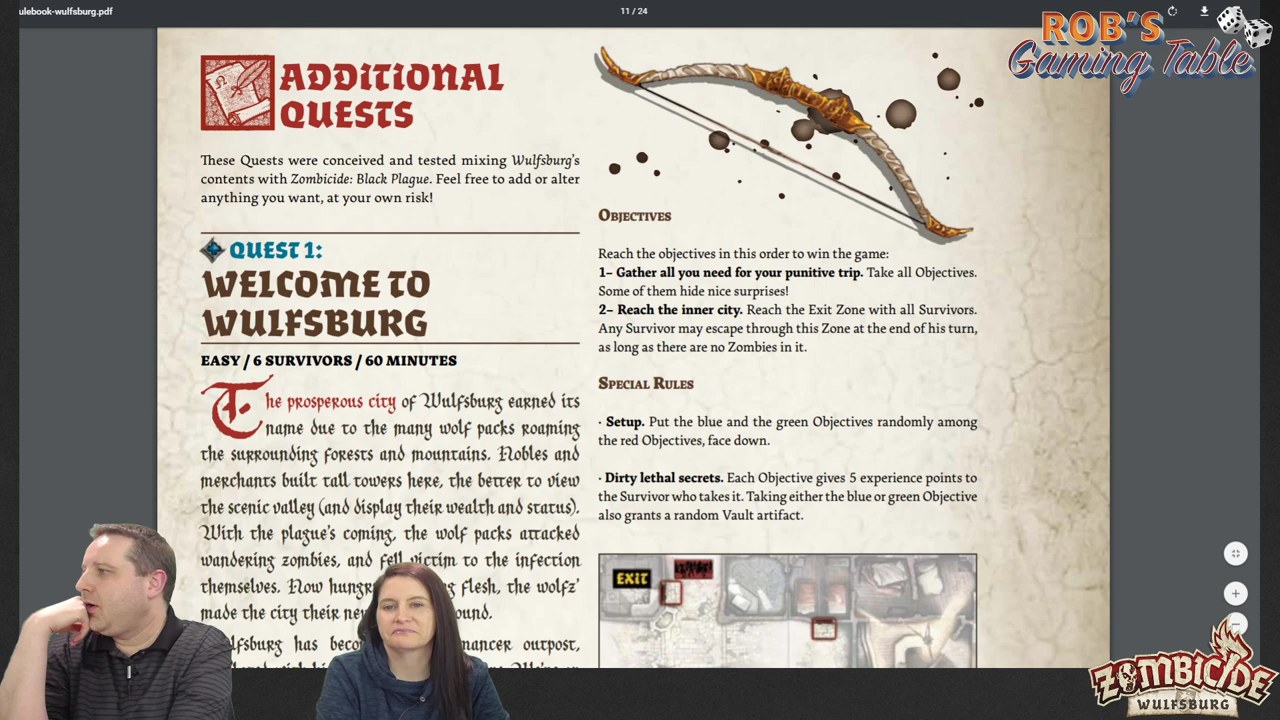 ulebook-wulfsburg.pdf
11 / 24
ROB'S
Gaming Table
ADDITIONAL
QUESTS
These Quests were conceived and tested mixing Wulfsburg's
contents with Zombicide: Black Plague. Feel free to add or alter
anything you want, at your own risk!
QUEST 1:
WELCOME TO
WULFSBURG
EASY / 6 SURVIVORS / 60 MINUTES
The prosperous city of Wulfsburg earned its
name due to the many wolf packs roaming
the surrounding forests and mountains. Nobles and
merchants built tall towers here, the better to view
the scenic valley (and display their wealth and status).
With the plague's coming, the wolf packs attacked
wandering zombies, and fell victim to the infection
themselves. Now hungr g flesh, the wolfz'
made the city their ne ound.
lfsburg has beco mancer outpost,
Objectives
Reach the objectives in this order to win the game:
1– Gather all you need for your punitive trip. Take all Objectives.
Some of them hide nice surprises!
2– Reach the inner city. Reach the Exit Zone with all Survivors.
Any Survivor may escape through this Zone at the end of his turn,
as long as there are no Zombies in it.
Special Rules
· Setup. Put the blue and the green Objectives randomly among
the red Objectives, face down.
· Dirty lethal secrets. Each Objective gives 5 experience points to
the Survivor who takes it. Taking either the blue or green Objective
also grants a random Vault artifact.
EXIT
ZOMBICIDE
WULFSBURG